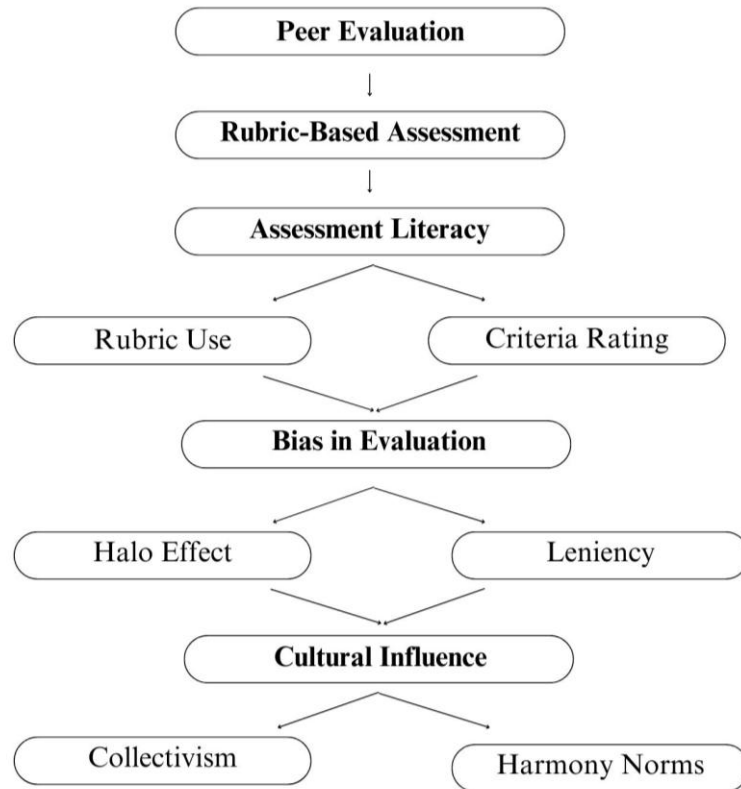 Peer Evaluation
Rubric-Based Assessment
Assessment Literacy
Rubric Use
Criteria Rating
Bias in Evaluation
Halo Effect
Leniency
Cultural Influence
Collectivism
Harmony Norms